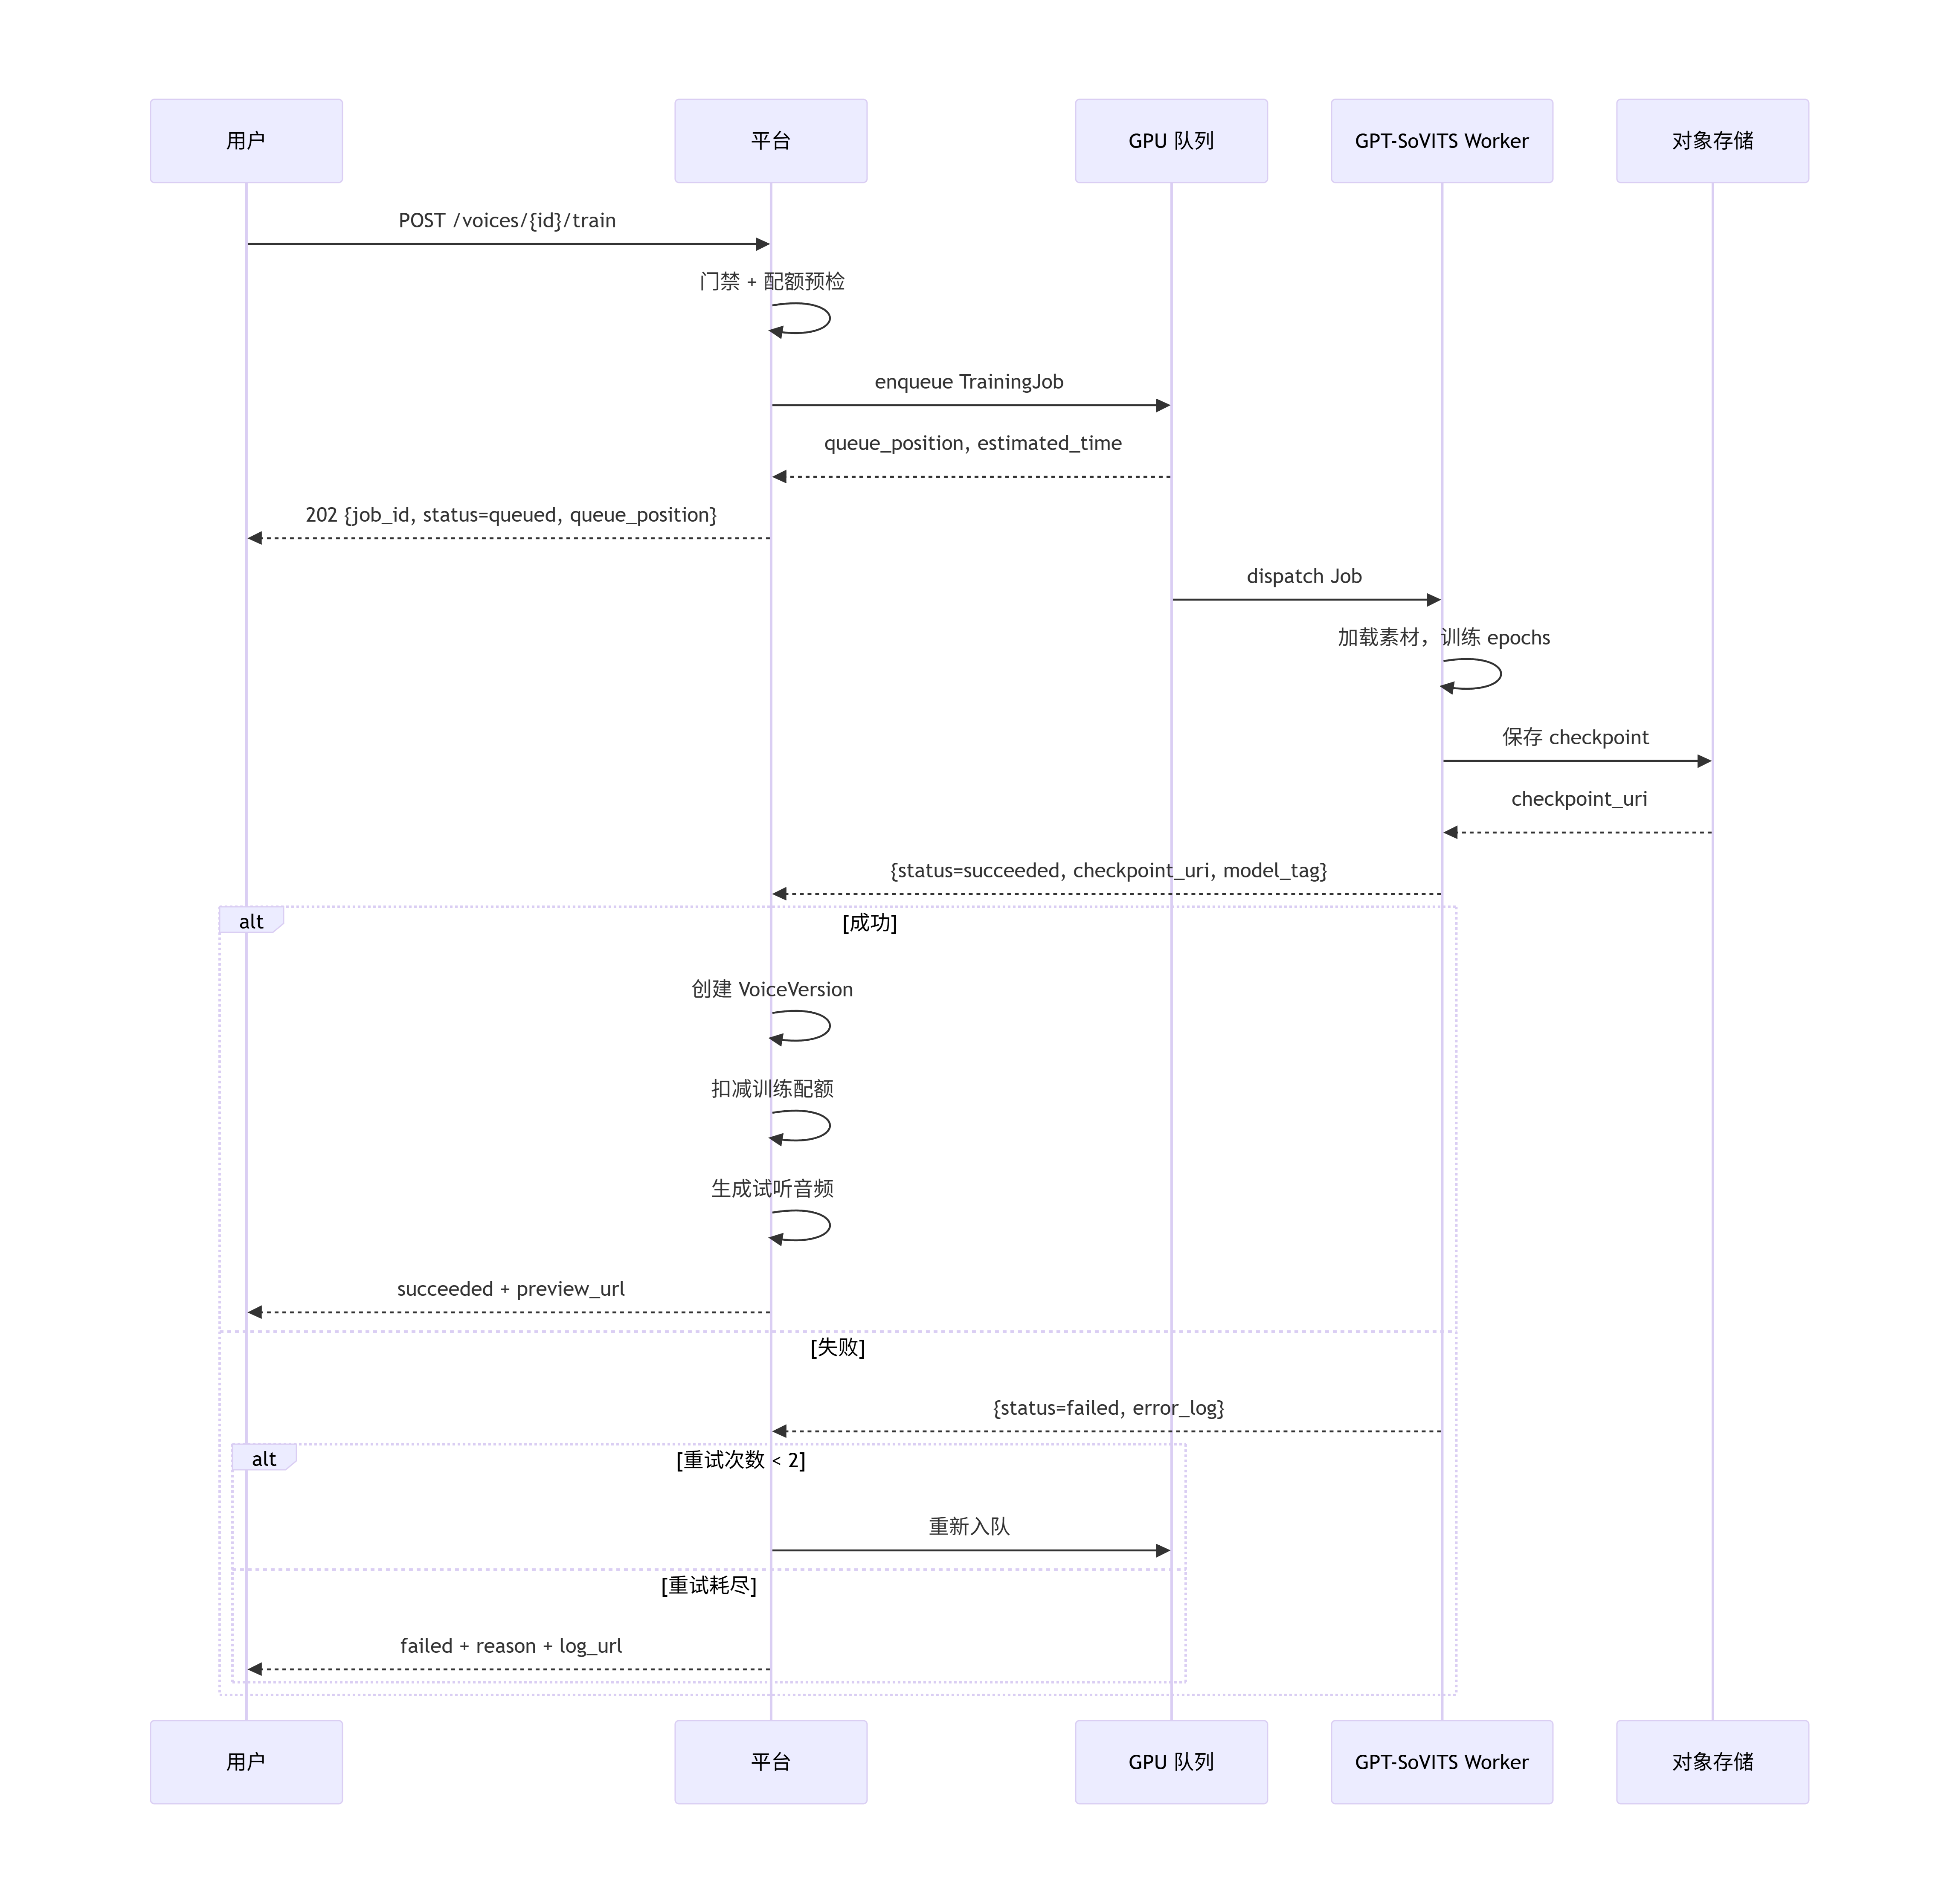 用户
平台
GPU 队列
GPT-SoVITS Worker
对象存储
POST /voices/{id}/train
门禁 + 配额预检
enqueue TrainingJob
queue_position, estimated_time
202 {job_id, status=queued, queue_position}
dispatch Job
加载素材，训练 epochs
保存 checkpoint
checkpoint_uri
{status=succeeded, checkpoint_uri, model_tag}
alt
[成功]
创建 VoiceVersion
扣减训练配额
生成试听音频
succeeded + preview_url
[失败]
{status=failed, error_log}
alt
[重试次数 < 2]
重新入队
[重试耗尽]
failed + reason + log_url
用户
平台
GPU 队列
GPT-SoVITS Worker
对象存储